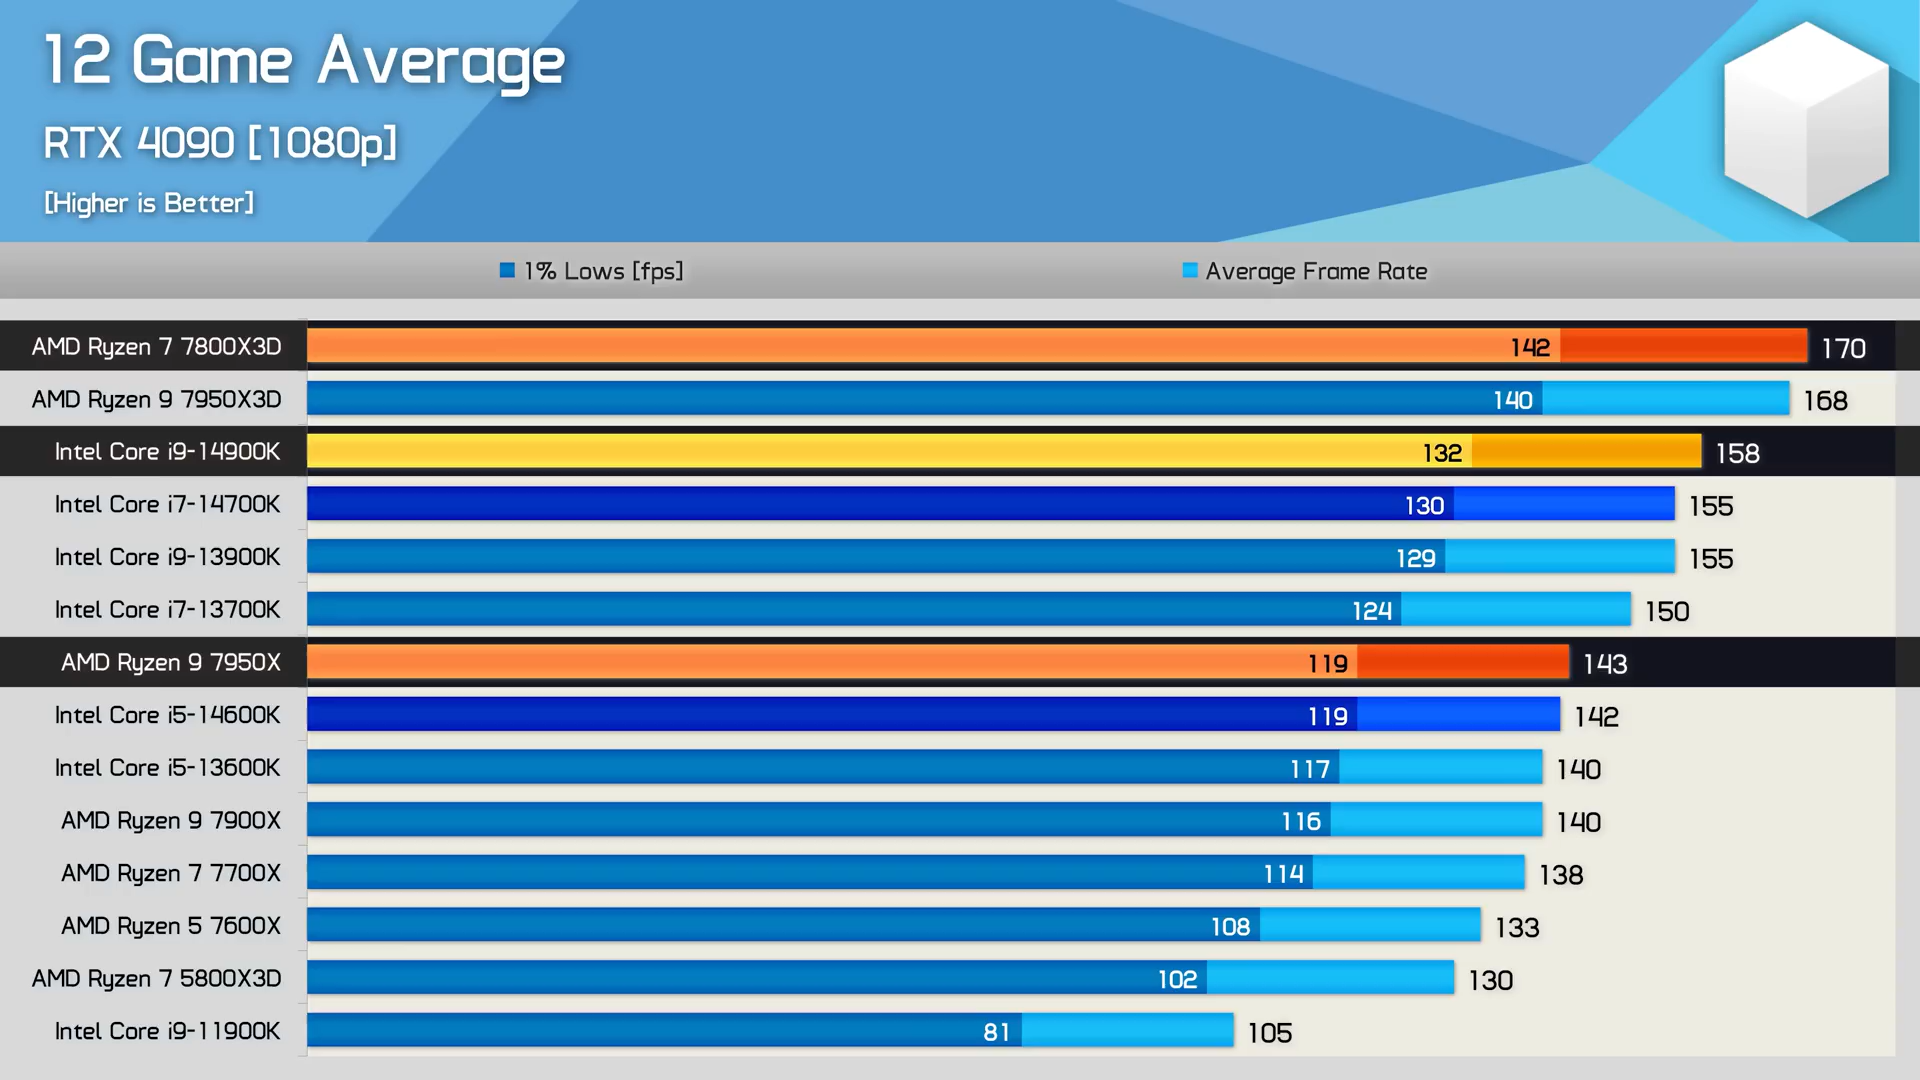 12 Game Average
RTX 4090 [1080p]
[Higher is Better]
1% Lows [fps] Average Frame Rate
AMD Ryzen 7 7800X3D 142 170
AMD Ryzen 9 7950X3D 140 168
Intel Core i9-14900K 132 158
Intel Core i7-14700K 130 155
Intel Core i9-13900K 129 155
Intel Core i7-13700K 124 150
AMD Ryzen 9 7950X 119 143
Intel Core i5-14600K 119 142
Intel Core i5-13600K 117 140
AMD Ryzen 9 7900X 116 140
AMD Ryzen 7 7700X 114 138
AMD Ryzen 5 7600X 108 133
AMD Ryzen 7 5800X3D 102 130
Intel Core i9-11900K 81 105